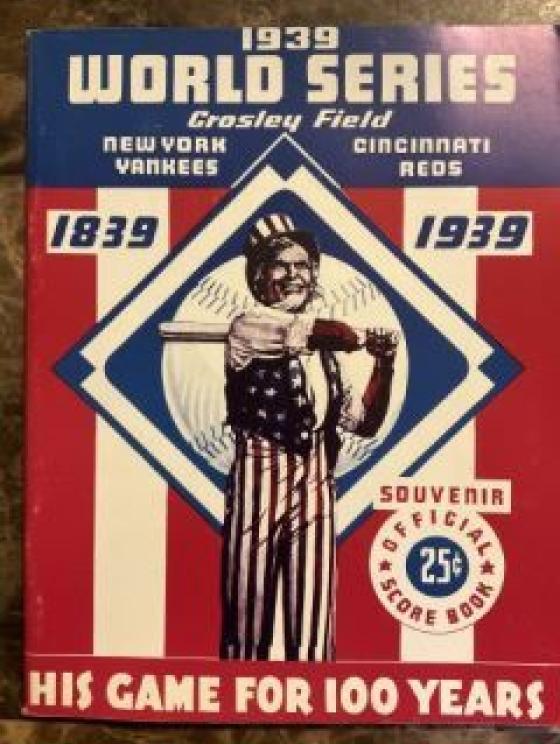 1939
WORLD SERIES
Crosley Field
NEW YORK
YANKEES
CINCINNATI
REDS
1839
1939
SOUVENIR
OFFICIAL
25¢
SCORE BOOK
HIS GAME FOR 100 YEARS